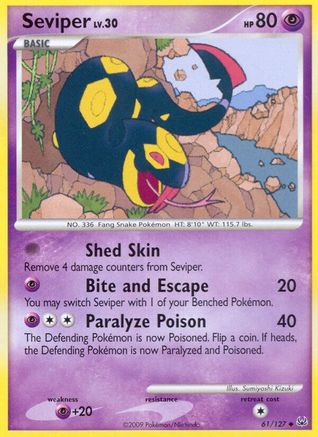 Seviper LV.30 HP 80
BASIC
NO. 336 Fang Snake Pokémon HT: 8'10" WT: 115.7 lbs.
Shed Skin
Remove 4 damage counters from Seviper.
Bite and Escape 20
You may switch Seviper with 1 of your Benched Pokémon.
Paralyze Poison 40
The Defending Pokémon is now Poisoned. Flip a coin. If heads,
the Defending Pokémon is now Paralyzed and Poisoned.
Illus. Sumiyoshi Kizuki
weakness resistance retreat cost
+20
©2009 Pokémon/Nintendo 61/127